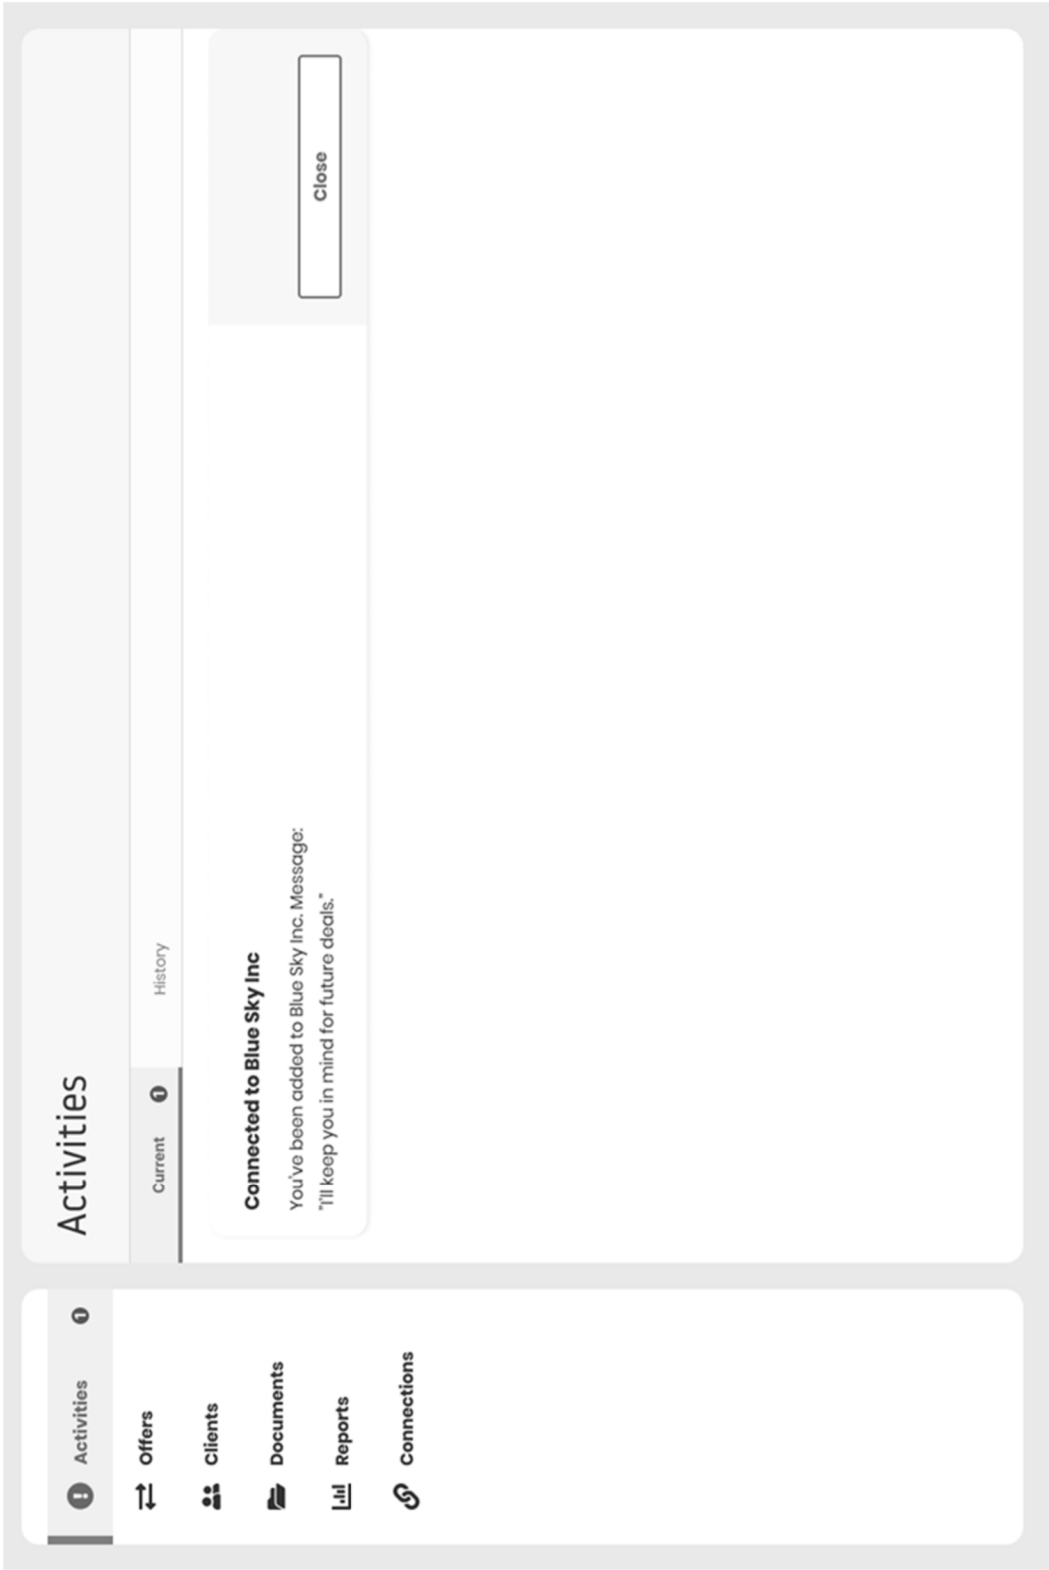 Activities 1
Offers
Clients
Documents
Reports
Connections
Activities
Current 1
History
Connected to Blue Sky Inc
You've been added to Blue Sky Inc. Message:
"I'll keep you in mind for future deals."
Close